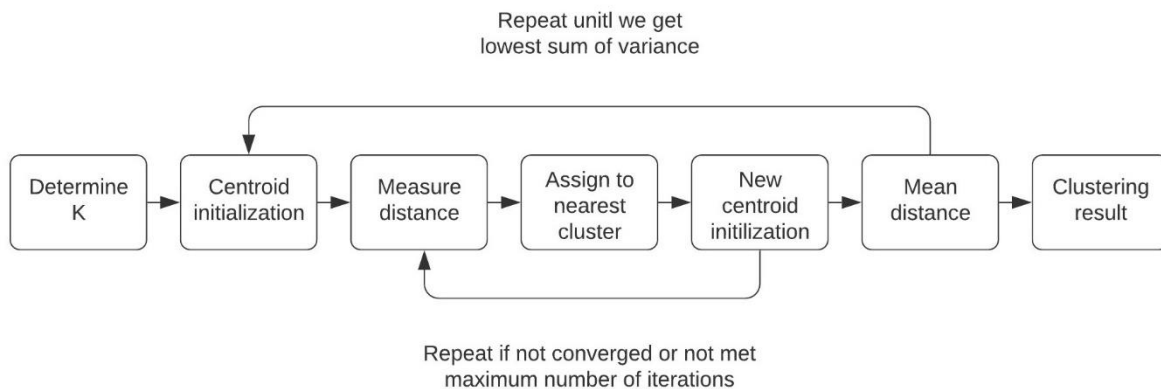 Repeat unitl we get
lowest sum of variance
Determine
K
Centroid
initialization
Measure
distance
Assign to
nearest
cluster
New
centroid
initilization
Mean
distance
Clustering
result
Repeat if not converged or not met
maximum number of iterations